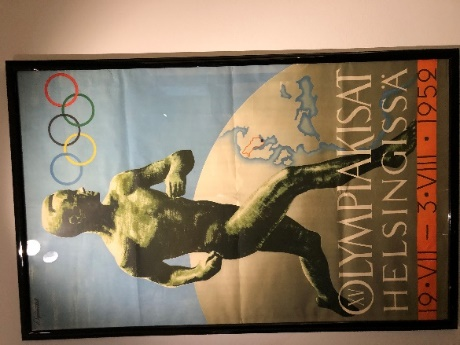 XV OLYMPIAKISAT
HELSINGISSÄ
19·VII – 3·VIII·1952